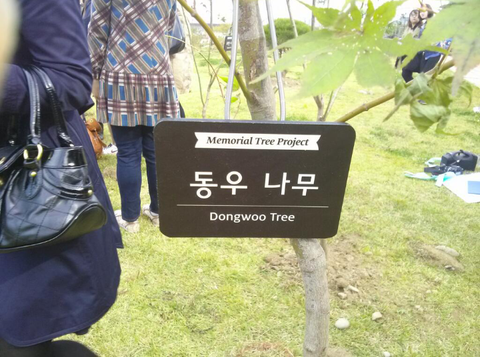 Memorial Tree Project
동우 나무
Dongwoo Tree